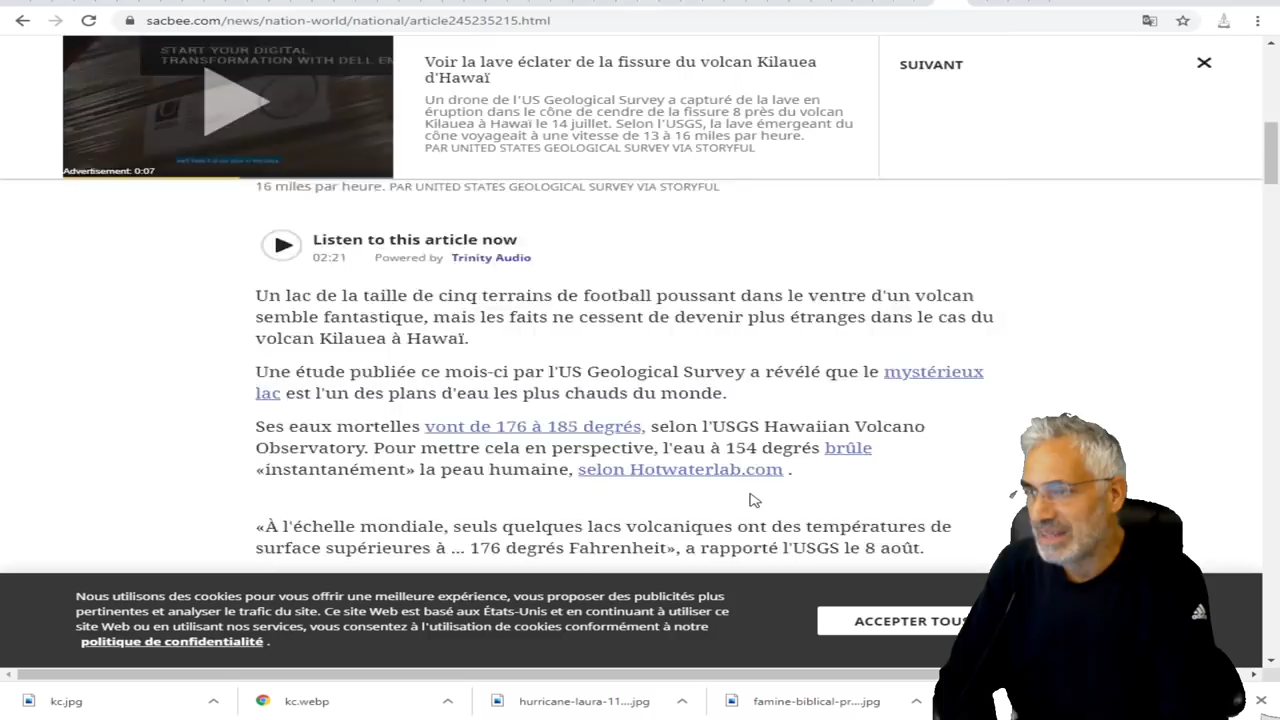 sacbee.com/news/nation-world/national/article245235215.html
START YOUR DIGITAL
TRANSFORMATION WITH DELL EM
Advertisement: 0:07
Voir la lave éclater de la fissure du volcan Kilauea
d'Hawaï
Un drone de l'US Geological Survey a capturé de la lave en
éruption dans le cône de cendre de la fissure 8 près du volcan
Kilauea à Hawaï le 14 juillet. Selon l'USGS, la lave émergeant du
cône voyageait à une vitesse de 13 à 16 miles par heure.
PAR UNITED STATES GEOLOGICAL SURVEY VIA STORYFUL
SUIVANT
16 miles par heure. PAR UNITED STATES GEOLOGICAL SURVEY VIA STORYFUL
Listen to this article now
02:21 Powered by Trinity Audio
Un lac de la taille de cinq terrains de football poussant dans le ventre d'un volcan
semble fantastique, mais les faits ne cessent de devenir plus étranges dans le cas du
volcan Kilauea à Hawaï.
Une étude publiée ce mois-ci par l'US Geological Survey a révélé que le mystérieux
lac est l'un des plans d'eau les plus chauds du monde.
Ses eaux mortelles vont de 176 à 185 degrés, selon l'USGS Hawaiian Volcano
Observatory. Pour mettre cela en perspective, l'eau à 154 degrés brûle
«instantanément» la peau humaine, selon Hotwaterlab.com .
«À l'échelle mondiale, seuls quelques lacs volcaniques ont des températures de
surface supérieures à ... 176 degrés Fahrenheit», a rapporté l'USGS le 8 août.
Nous utilisons des cookies pour vous offrir une meilleure expérience, vous proposer des publicités plus
pertinentes et analyser le trafic du site. Ce site Web est basé aux États-Unis et en continuant à utiliser ce
site Web ou en utilisant nos services, vous consentez à l'utilisation de cookies conformément à notre
politique de confidentialité .
ACCEPTER TOUS
kc.jpg
kc.webp
hurricane-laura-11....jpg
famine-biblical-pr....jpg